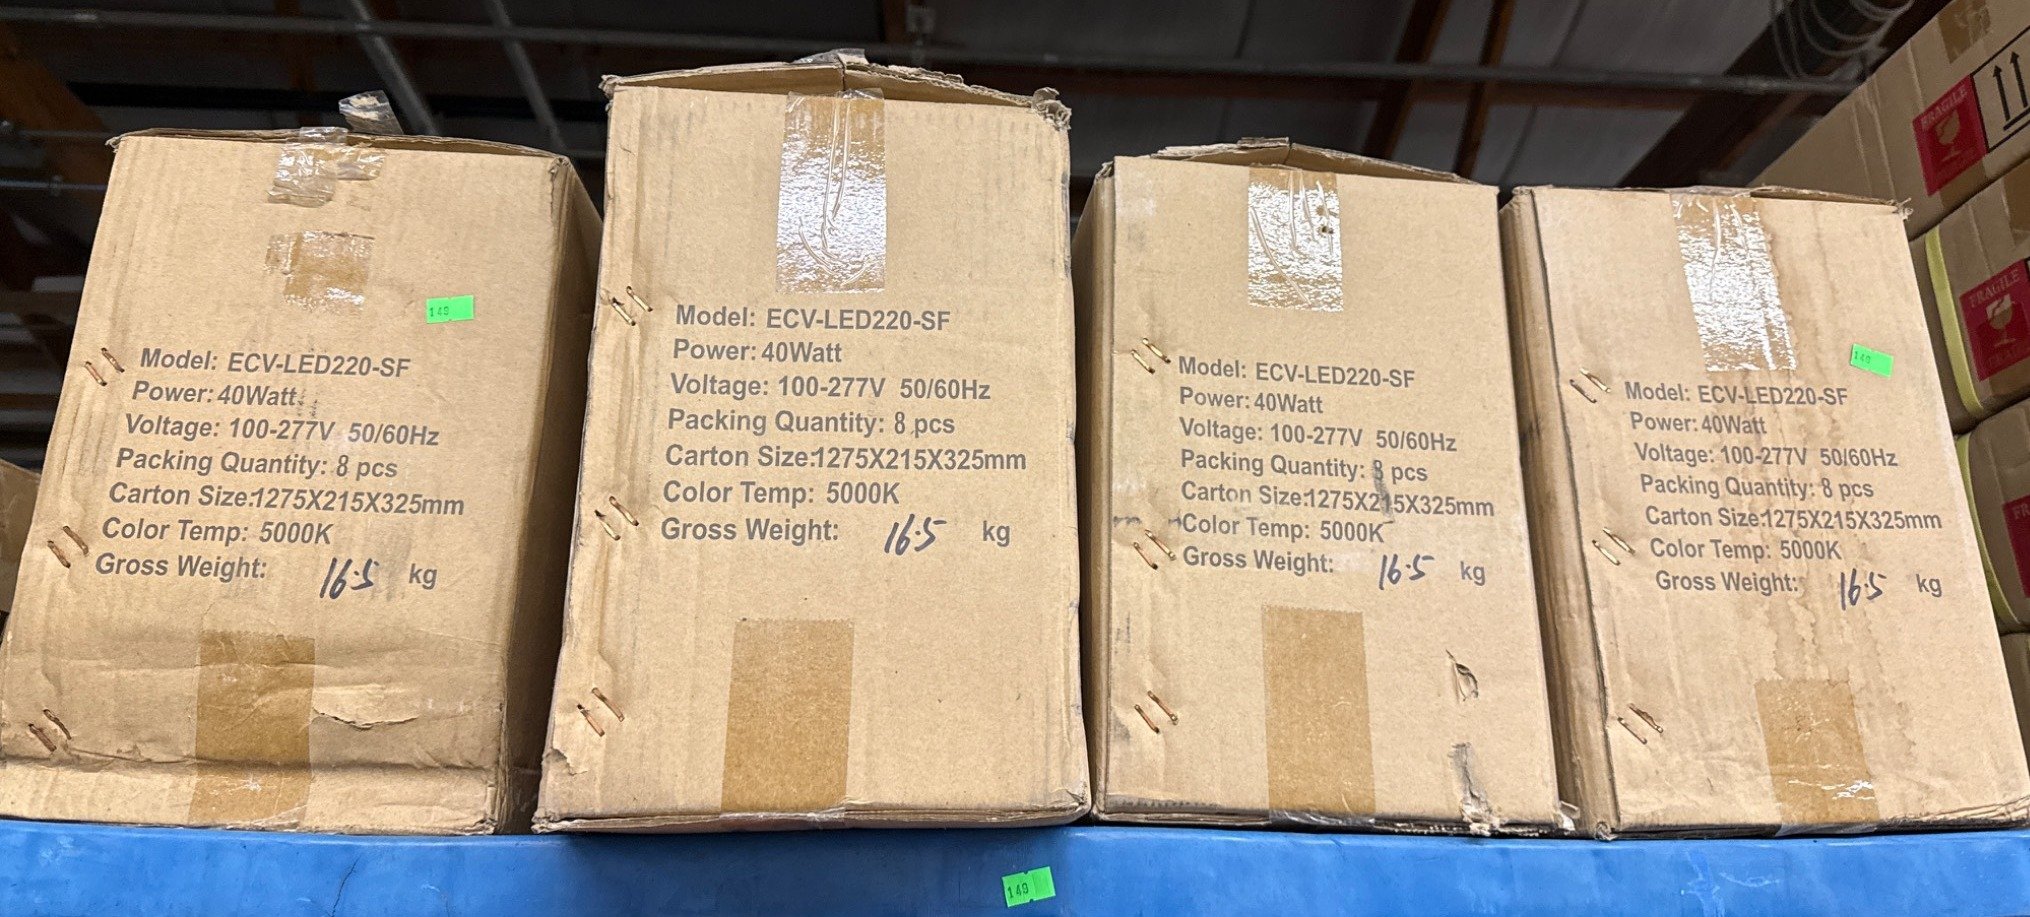 149
Model: ECV-LED220-SF
Power: 40Watt
Voltage: 100-277V 50/60Hz
Packing Quantity: 8 pcs
Carton Size:1275X215X325mm
Color Temp: 5000K
Gross Weight: 16.5 kg
Model: ECV-LED220-SF
Power: 40Watt
Voltage: 100-277V 50/60Hz
Packing Quantity: 8 pcs
Carton Size:1275X215X325mm
Color Temp: 5000K
Gross Weight: 16.5 kg
Model: ECV-LED220-SF
Power: 40Watt
Voltage: 100-277V 50/60Hz
Packing Quantity: 8 pcs
Carton Size:1275X215X325mm
Color Temp: 5000K
Gross Weight: 16.5 kg
149
Model: ECV-LED220-SF
Power: 40Watt
Voltage: 100-277V 50/60Hz
Packing Quantity: 8 pcs
Carton Size:1275X215X325mm
Color Temp: 5000K
Gross Weight: 16.5 kg
FRAGILE
FRAGILE
149